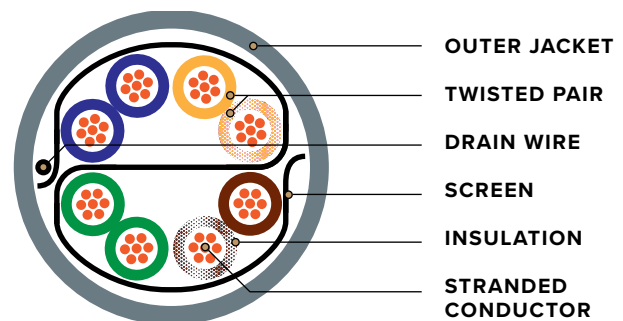 OUTER JACKET
TWISTED PAIR
DRAIN WIRE
SCREEN
INSULATION
STRANDED
CONDUCTOR